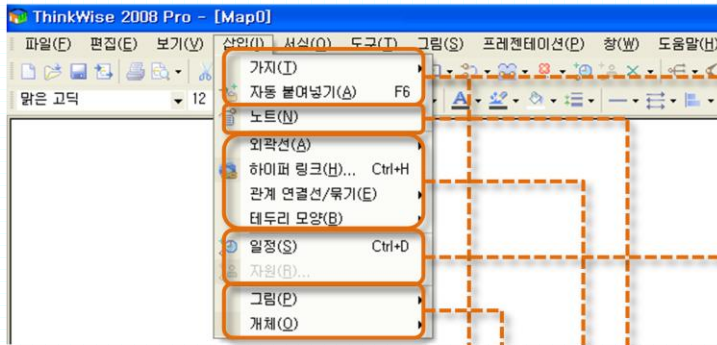 ThinkWise 2008 Pro - [Map0]
파일(F) 편집(E) 보기(V) 삽입(I) 서식(O) 도구(T) 그림(S) 프레젠테이션(P) 창(W) 도움말(H)
맑은 고딕 12
가지(T)
자동 붙여넣기(A) F6
노트(N)
외곽선(A)
하이퍼 링크(H)... Ctrl+H
관계 연결선/묶기(E)
테두리 모양(B)
일정(S) Ctrl+D
자원(R)...
그림(P)
개체(O)